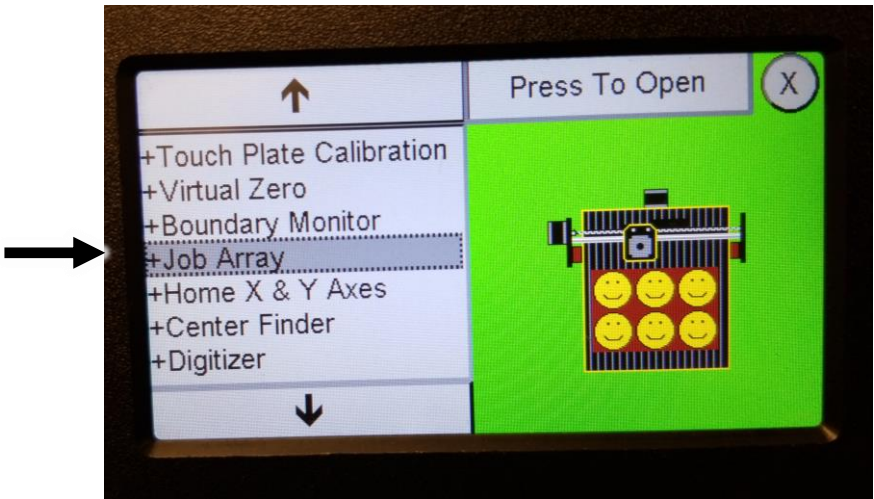 Press To Open
X
+Touch Plate Calibration
+Virtual Zero
+Boundary Monitor
+Job Array
+Home X & Y Axes
+Center Finder
+Digitizer